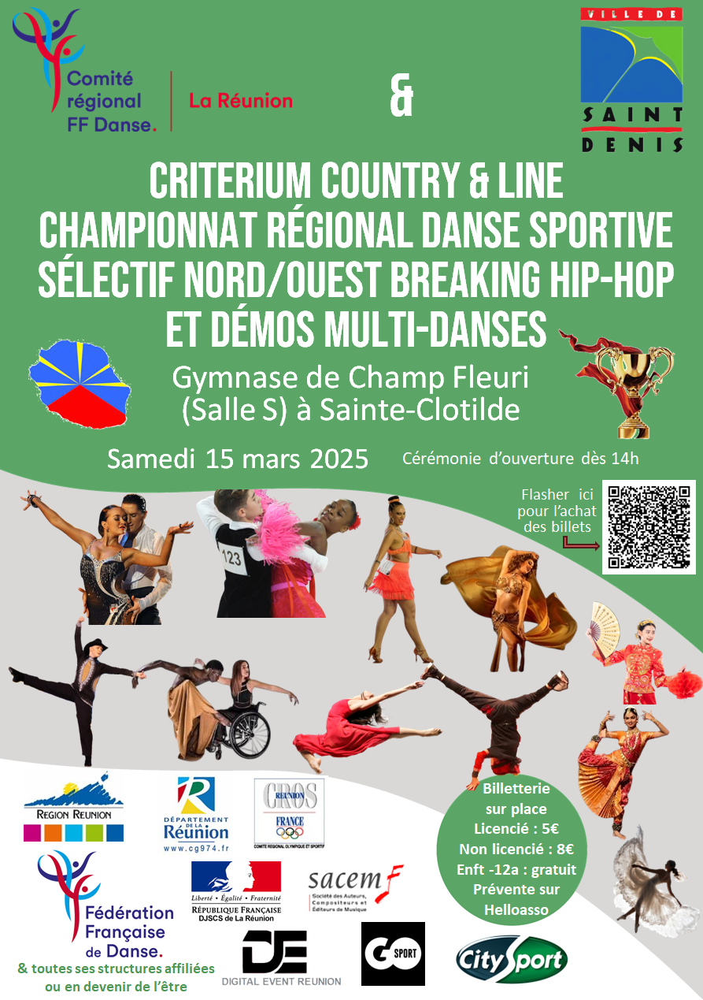 Comité
régional
FF Danse.
La Réunion
&
VILLE DE
SAINT
DENIS
CRITERIUM COUNTRY & LINE
CHAMPIONNAT RÉGIONAL DANSE SPORTIVE
SÉLECTIF NORD/OUEST BREAKING HIP-HOP
ET DÉMOS MULTI-DANSES
Gymnase de Champ Fleuri
(Salle S) à Sainte-Clotilde
Samedi 15 mars 2025
Cérémonie d'ouverture dès 14h
Flasher ici
pour l'achat
des billets
123
REGION REUNION
DÉPARTEMENT
DE LA
Réunion
www.cg974.fr
CROS
REUNION
FRANCE
COMITE REGIONAL OLYMPIQUE ET SPORTIF
Billetterie
sur place
Licencié : 5€
Non licencié : 8€
Enft -12a : gratuit
Prévente sur
Helloasso
Fédération
Française
de Danse.
& toutes ses structures affiliées
ou en devenir de l'être
Liberté • Égalité • Fraternité
RÉPUBLIQUE FRANÇAISE
DJSCS de La Réunion
sacem
Société des Auteurs,
Compositeurs et
Éditeurs de Musique
DE
DIGITAL EVENT REUNION
GO
SPORT
CitySport